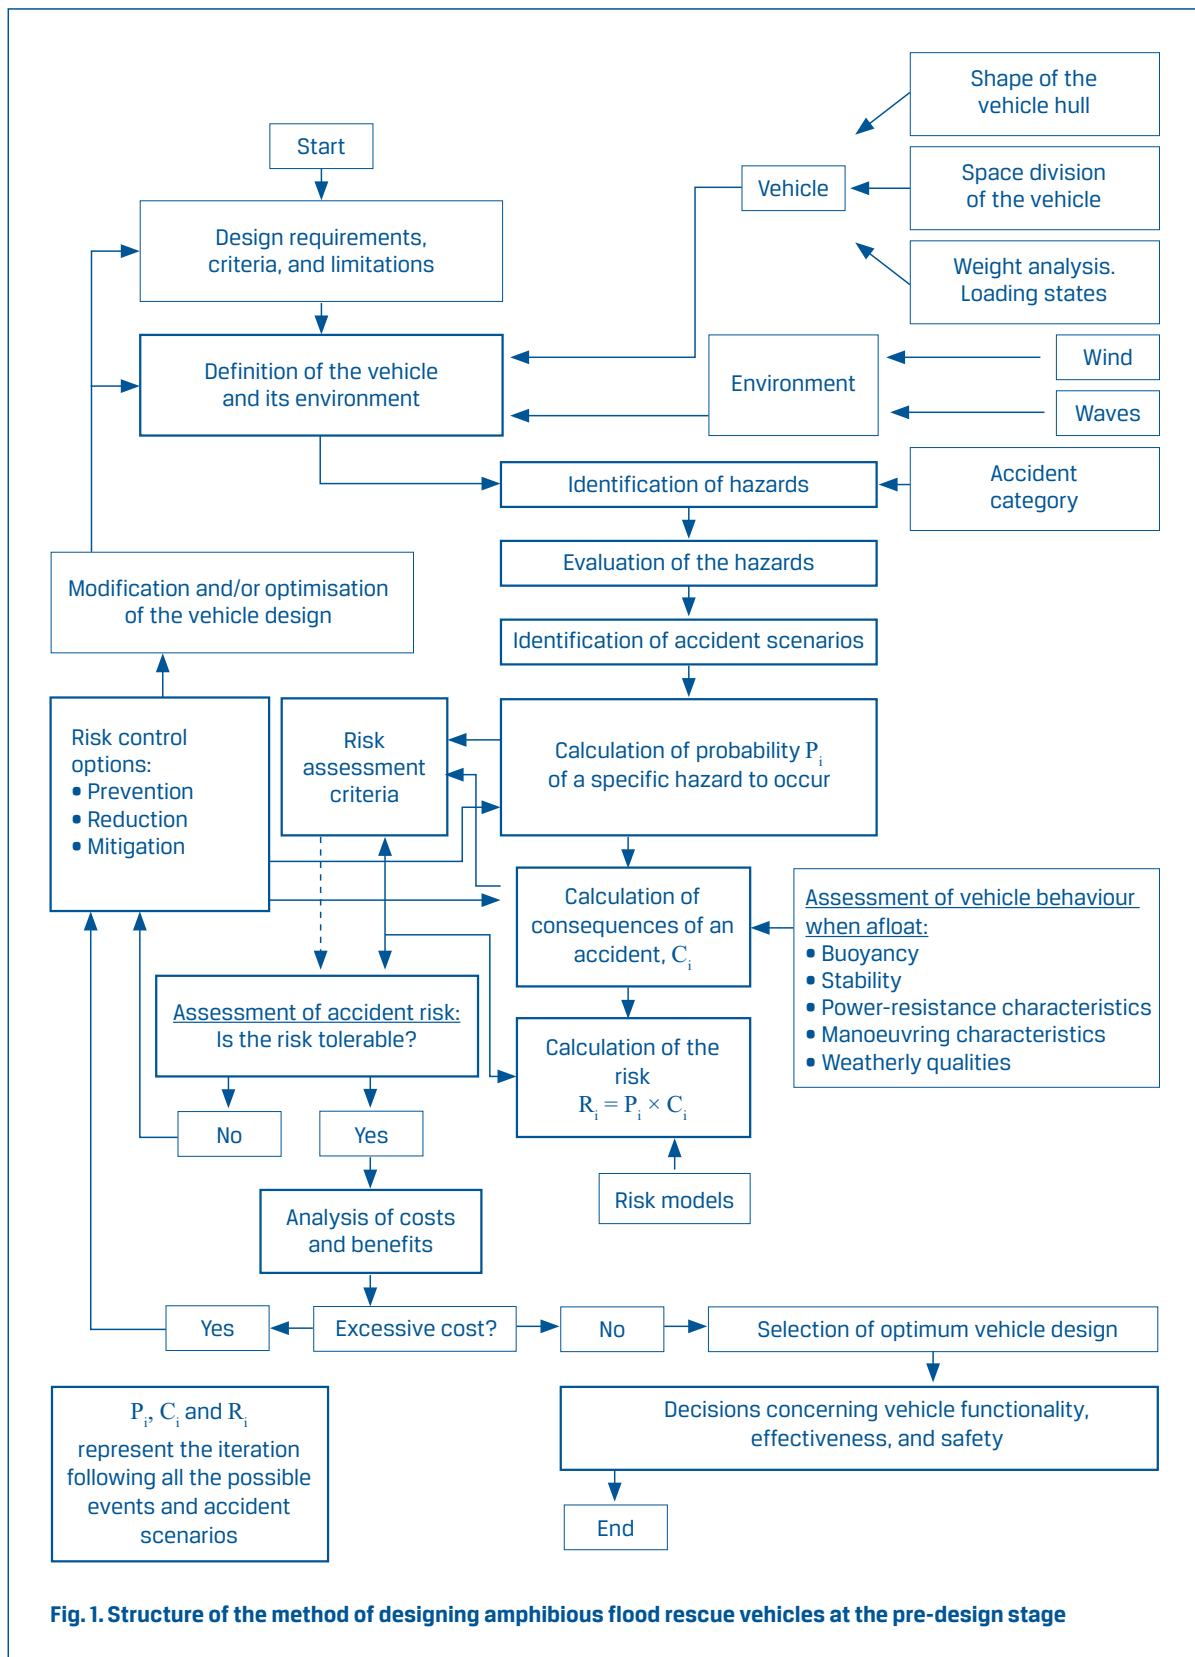 Shape of the
vehicle hull
Start
Space division
of the vehicle
Vehicle
Design requirements,
criteria, and limitations
Weight analysis.
Loading states
Definition of the vehicle
and its environment
Environment
Wind
Waves
Identification of hazards
Accident
category
Evaluation of the hazards
Modification and/or optimisation
of the vehicle design
Identification of accident scenarios
Risk control
options:
• Prevention
• Reduction
• Mitigation
Risk
assessment
criteria
Calculation of probability Pi
of a specific hazard to occur
Calculation of
consequences of an
accident, Ci
Assessment of vehicle behaviour
when afloat:
• Buoyancy
• Stability
• Power-resistance characteristics
• Manoeuvring characteristics
• Weatherly qualities
Assessment of accident risk:
Is the risk tolerable?
Calculation of the
risk
Ri = Pi × Ci
No
Yes
Risk models
Analysis of costs
and benefits
Yes
Excessive cost?
No
Selection of optimum vehicle design
Pi, Ci and Ri
represent the iteration
following all the possible
events and accident
scenarios
Decisions concerning vehicle functionality,
effectiveness, and safety
End
Fig. 1. Structure of the method of designing amphibious flood rescue vehicles at the pre-design stage